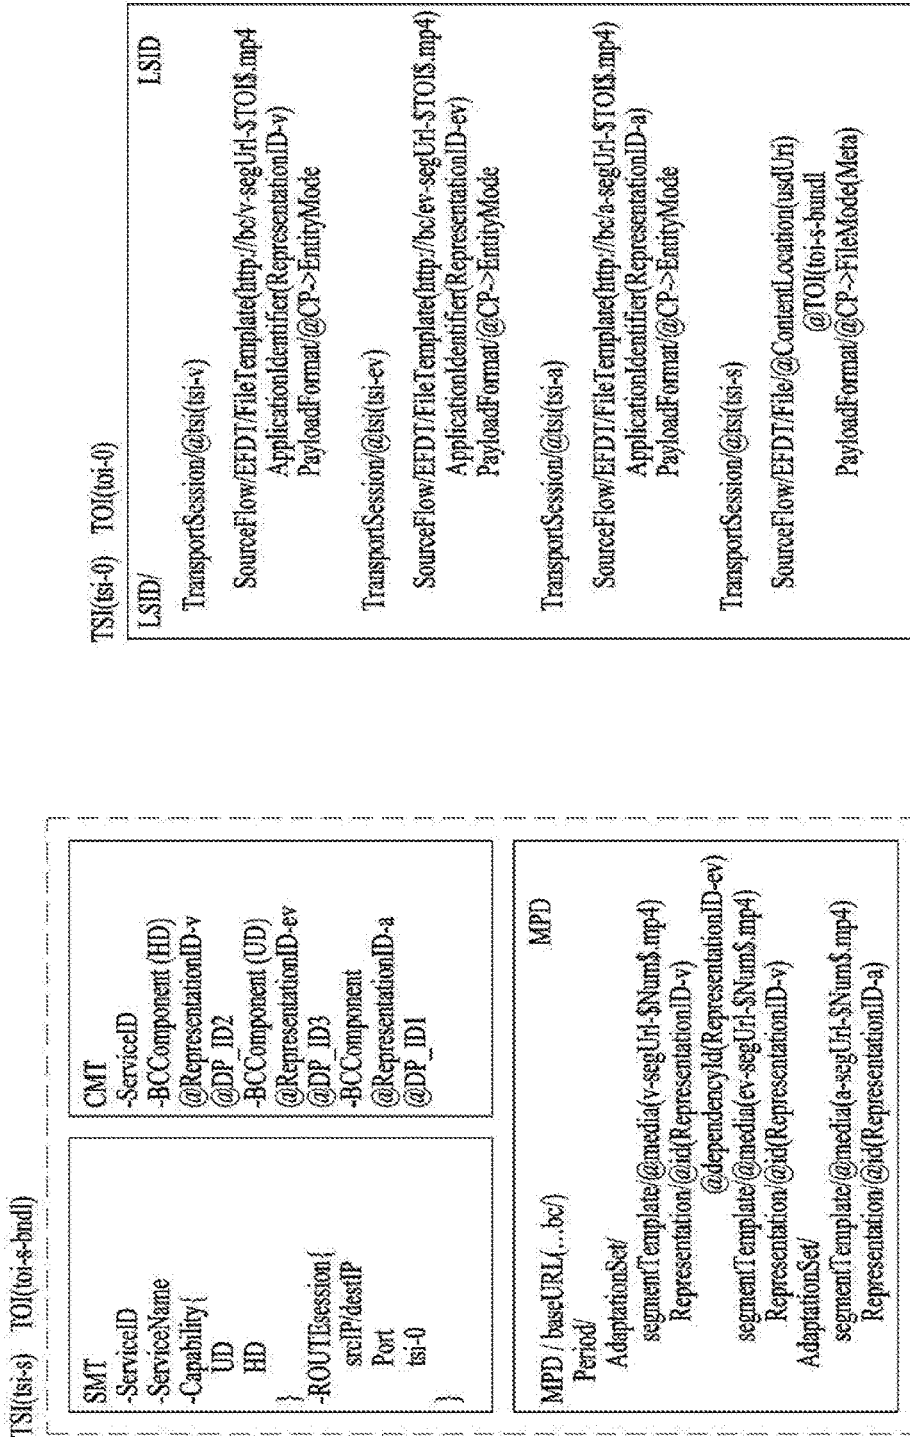 TSI(tsi-s) TOI(toi-s-bndl)
SMT
-ServiceID
-ServiceName
-Capability{
UD
HD
}
-ROUTEsession{
srcIP/destIP
Port
tsi-0
}
CMT
-ServiceID
-BCComponent (HD)
@RepresentationID-v
@DP_ID2
-BCComponent (UD)
@RepresentationID-ev
@DP_ID3
-BCComponent
@RepresentationID-a
@DP_ID1
MPD / baseURL(...bc/) MPD
Period/
AdaptationSet/
segmentTemplate/@media(v-segUrl-$Num$.mp4)
Representation/@id(RepresentationID-v)
@dependencyId(RepresentationID-ev)
segmentTemplate/@media(ev-segUrl-$Num$.mp4)
Representation/@id(RepresentationID-v)
AdaptationSet/
segmentTemplate/@media(a-segUrl-$Num$.mp4)
Representation/@id(RepresentationID-a)
TSI(tsi-0) TOI(toi-0)
LSID/ LSID
TransportSession/@tsi(tsi-v)
SourceFlow/EFDT/FileTemplate(http://bc/v-segUrl-$TOI$.mp4
ApplicationIdentifier(RepresentationID-v)
PayloadFormat/@CP->EntityMode
TransportSession/@tsi(tsi-ev)
SourceFlow/EFDT/FileTemplate(http://bc/ev-segUrl-$TOI$.mp4)
ApplicationIdentifier(RepresentationID-ev)
PayloadFormat/@CP->EntityMode
TransportSession/@tsi(tsi-a)
SourceFlow/EFDT/FileTemplate(http://bc/a-segUrl-$TOI$.mp4)
ApplicationIdentifier(RepresentationID-a)
PayloadFormat/@CP->EntityMode
TransportSession/@tsi(tsi-s)
SourceFlow/EFDT/File/@ContentLocation(usdUri)
@TOI(toi-s-bundl
PayloadFormat/@CP->FileMode(Meta)